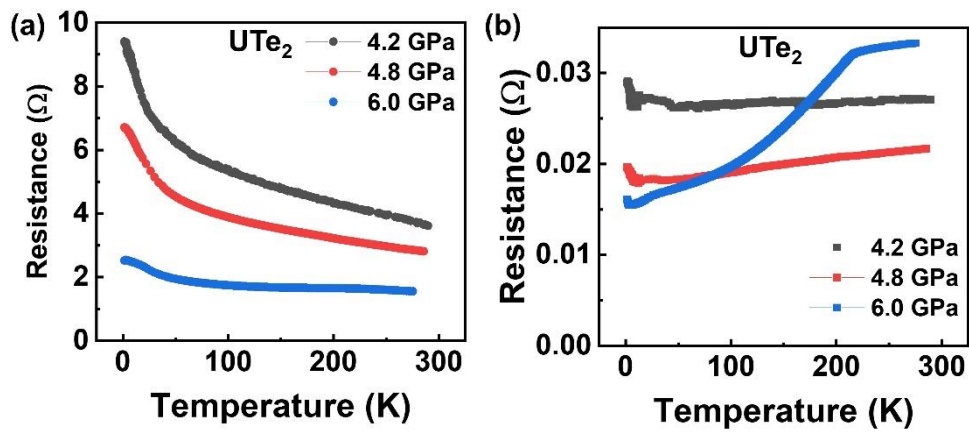 (a)
UTe2
4.2 GPa
4.8 GPa
6.0 GPa
Resistance (Ω)
10
8
6
4
2
0
0 100 200 300
Temperature (K)
(b)
UTe2
Resistance (Ω)
0.03
0.02
0.01
0.00
4.2 GPa
4.8 GPa
6.0 GPa
0 100 200 300
Temperature (K)